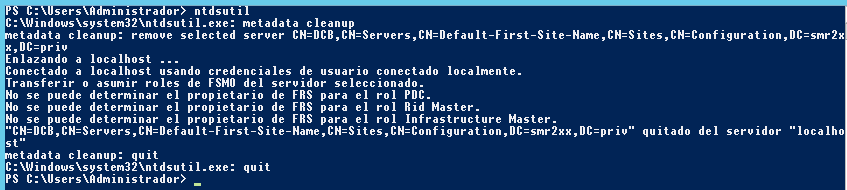 PS C:\Users\Administrador> ntdsutil
C:\Windows\system32\ntdsutil.exe: metadata cleanup
metadata cleanup: remove selected server CN=DCB,CN=Servers,CN=Default-First-Site-Name,CN=Sites,CN=Configuration,DC=smr2x
x,DC=priv
Enlazando a localhost ...
Conectado a localhost usando credenciales de usuario conectado localmente.
Transferir o asumir roles de FSMO del servidor seleccionado.
No se puede determinar el propietario de FRS para el rol PDC.
No se puede determinar el propietario de FRS para el rol Rid Master.
No se puede determinar el propietario de FRS para el rol Infrastructure Master.
"CN=DCB,CN=Servers,CN=Default-First-Site-Name,CN=Sites,CN=Configuration,DC=smr2xx,DC=priv" quitado del servidor "localho
st"
metadata cleanup: quit
C:\Windows\system32\ntdsutil.exe: quit
PS C:\Users\Administrador> _